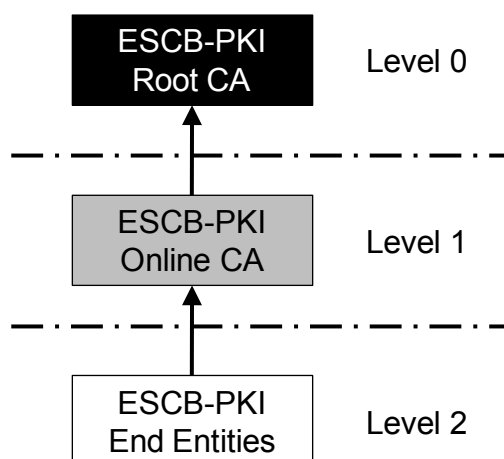 ESCB-PKI
Root CA
Level 0
ESCB-PKI
Online CA
Level 1
ESCB-PKI
End Entities
Level 2